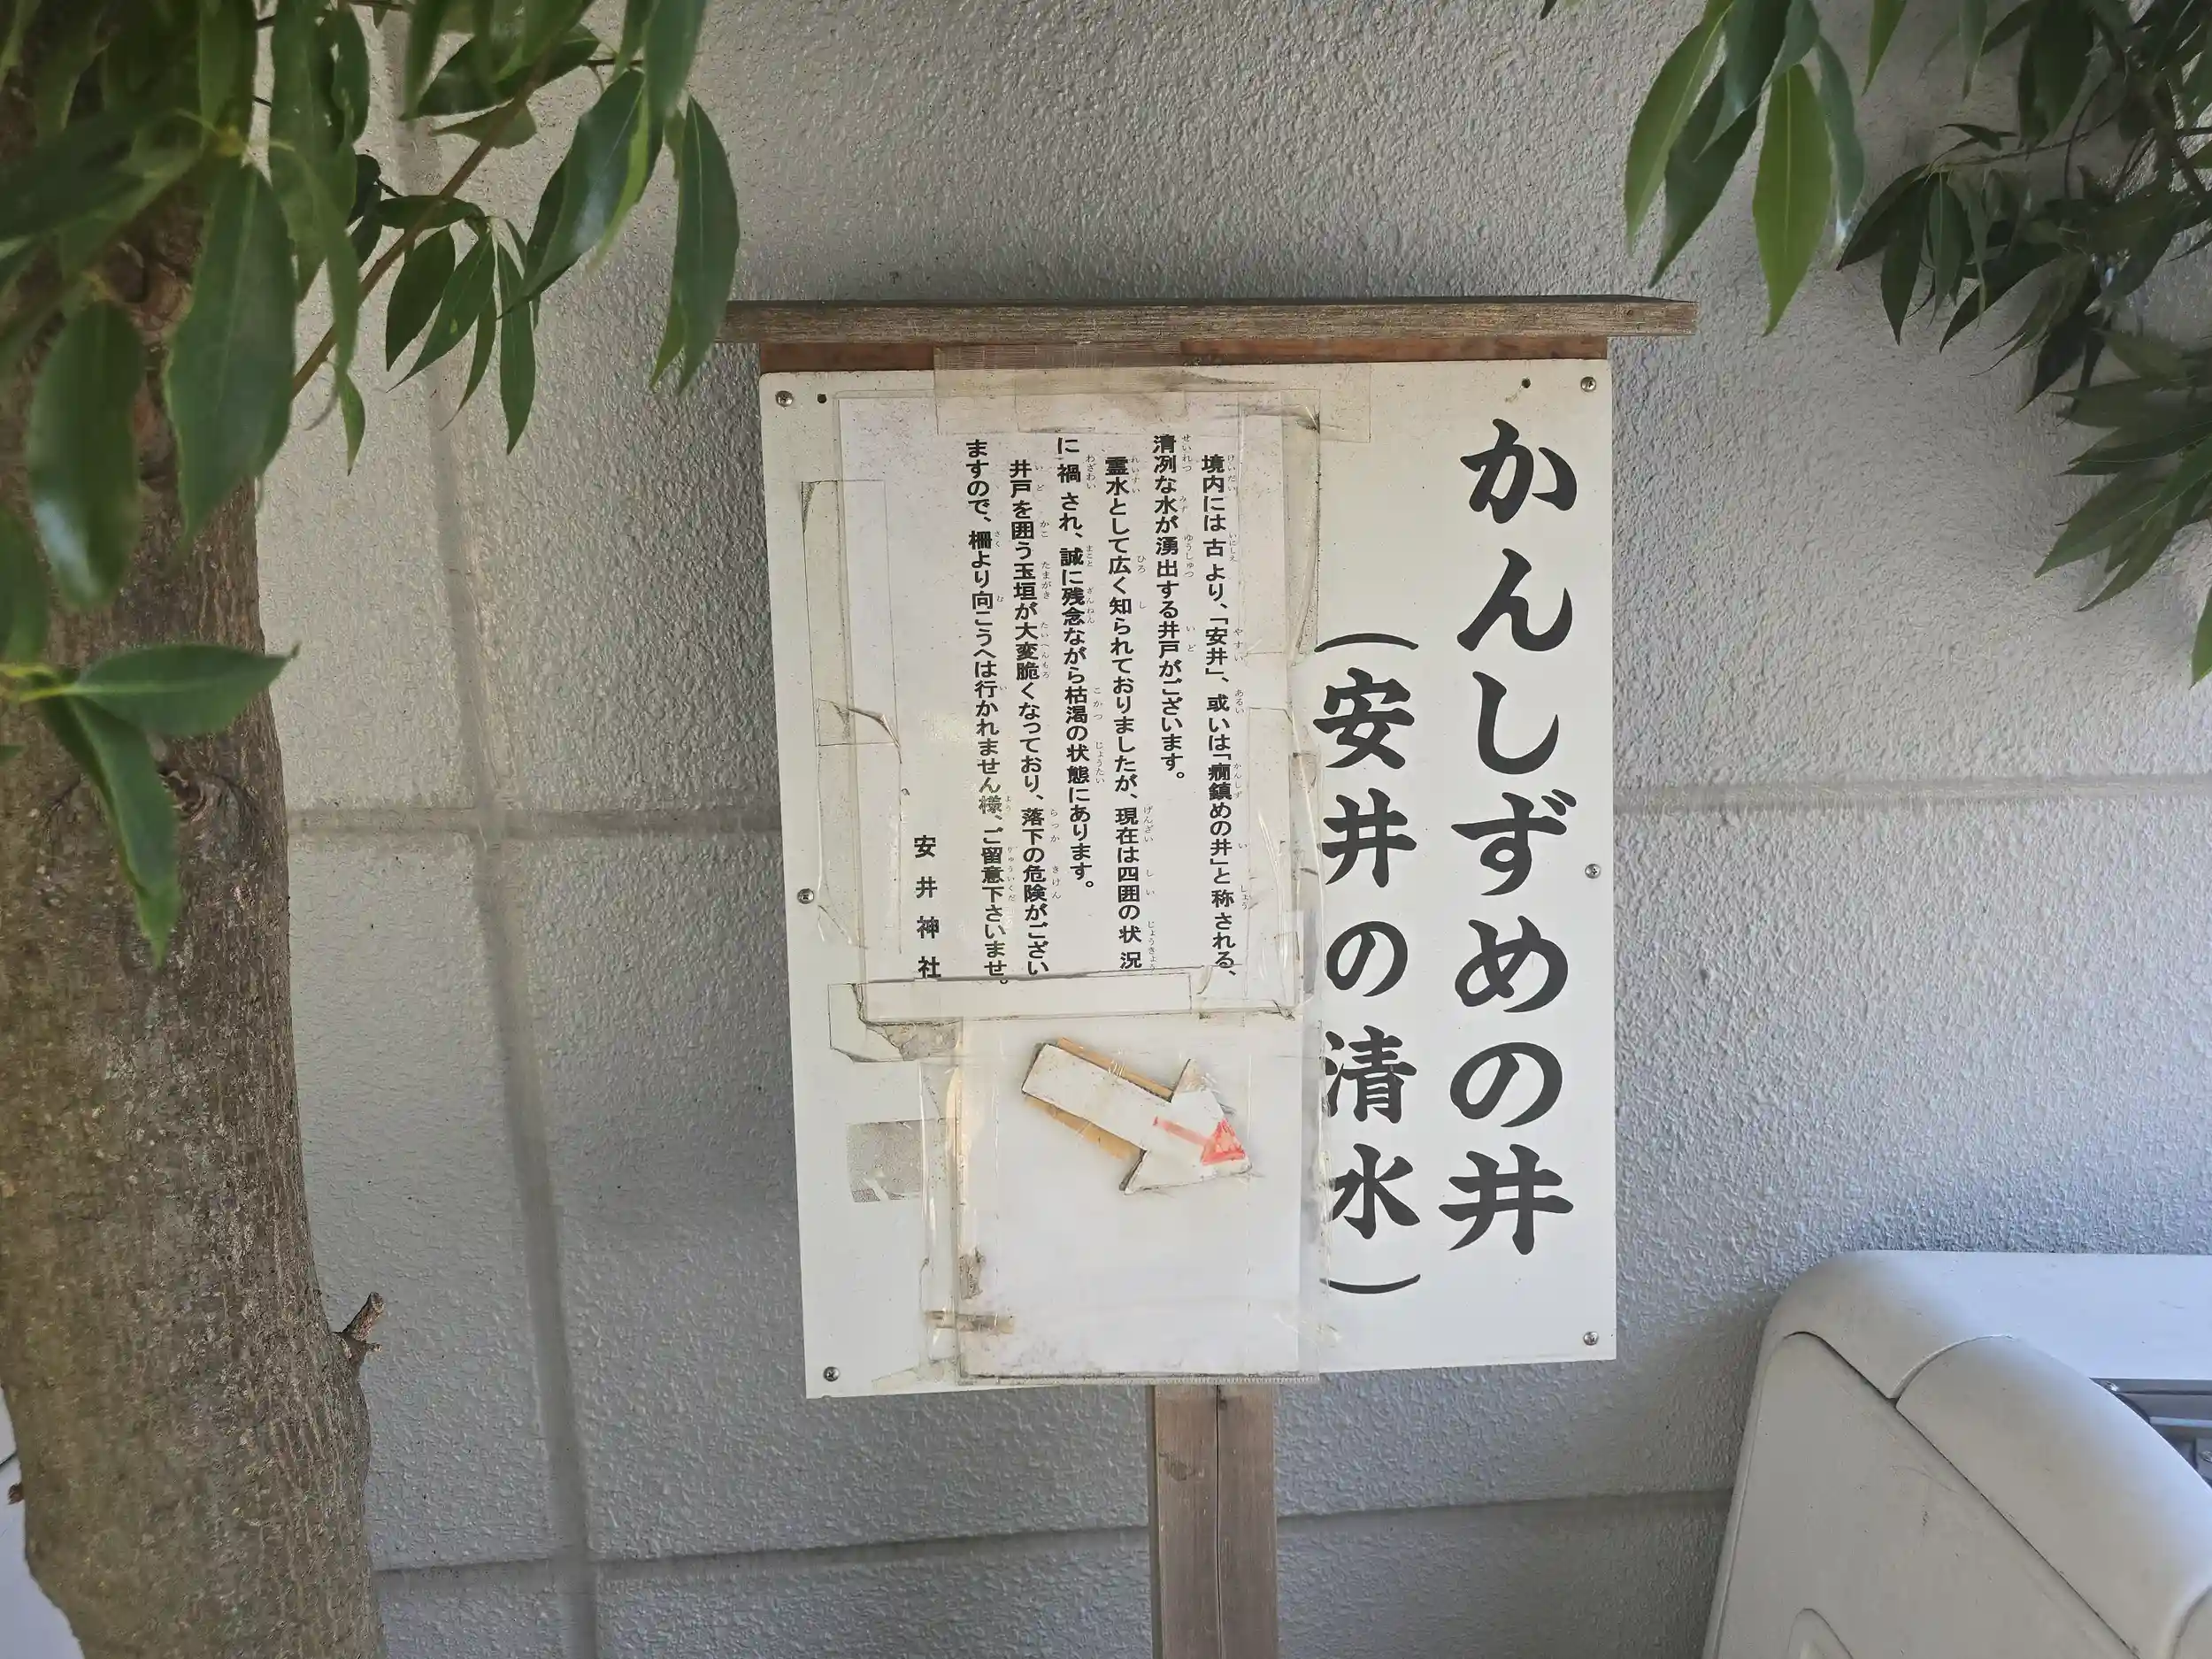 かんしずめの井
（安井の清水）
境内には古より、「安井」、或いは「癇鎮めの井」と称される、
清冽な水が湧出する井戸がございます。
霊水として広く知られておりましたが、現在は四囲の状況
に禍され、誠に残念ながら枯渇の状態にあります。
井戸を囲う玉垣が大変脆くなっており、落下の危険がござい
ますので、柵より向こうへは行かれません様、ご留意下さいませ。
安井神社